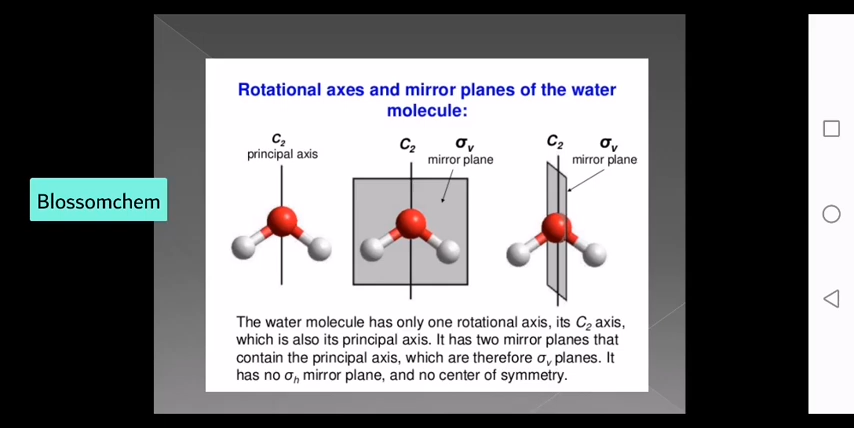 Rotational axes and mirror planes of the water
molecule:
C2
principal axis
C2
σv
mirror plane
C2
σv
mirror plane
Blossomchem
The water molecule has only one rotational axis, its C2 axis,
which is also its principal axis. It has two mirror planes that
contain the principal axis, which are therefore σv planes. It
has no σh mirror plane, and no center of symmetry.